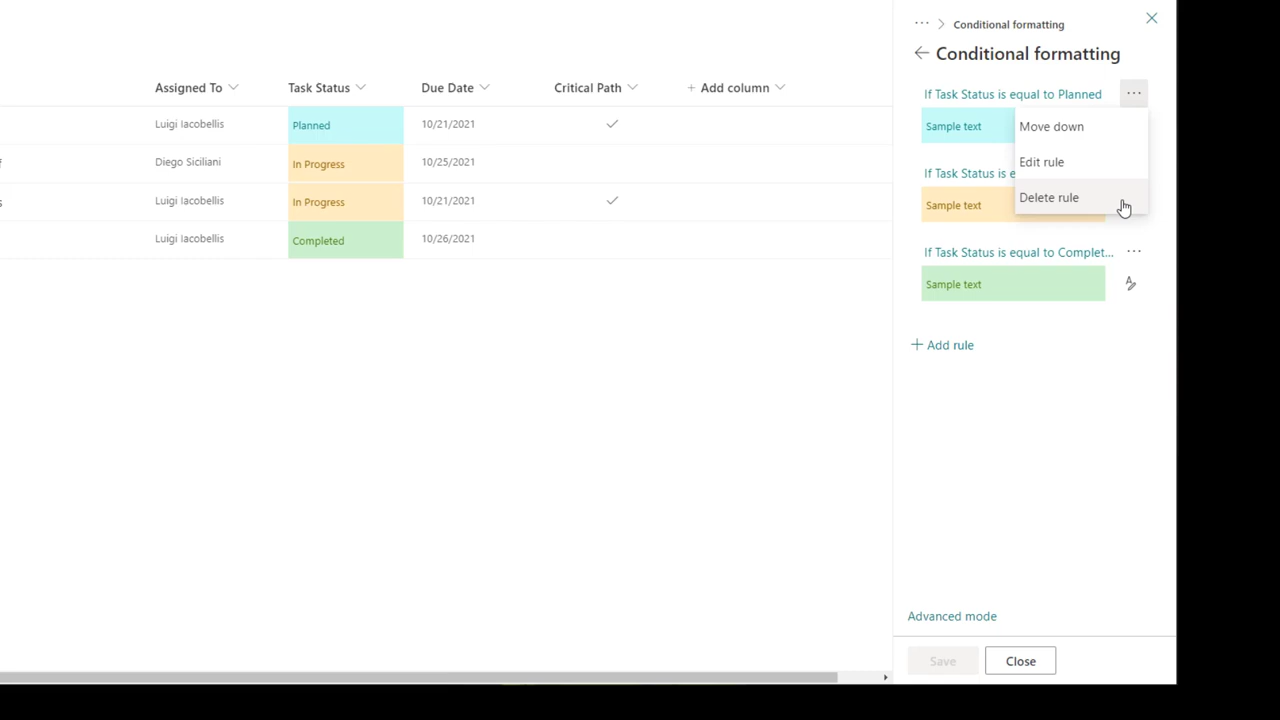 ··· > Conditional formatting
Conditional formatting
Assigned To Task Status Due Date Critical Path + Add column
Luigi Iacobellis Planned 10/21/2021
f Diego Siciliani In Progress 10/25/2021
s Luigi Iacobellis In Progress 10/21/2021
Luigi Iacobellis Completed 10/26/2021
If Task Status is equal to Planned ···
Sample text
Move down
Edit rule
Delete rule
If Task Status is e
Sample text
If Task Status is equal to Complet... ···
Sample text
+ Add rule
Advanced mode
Save Close